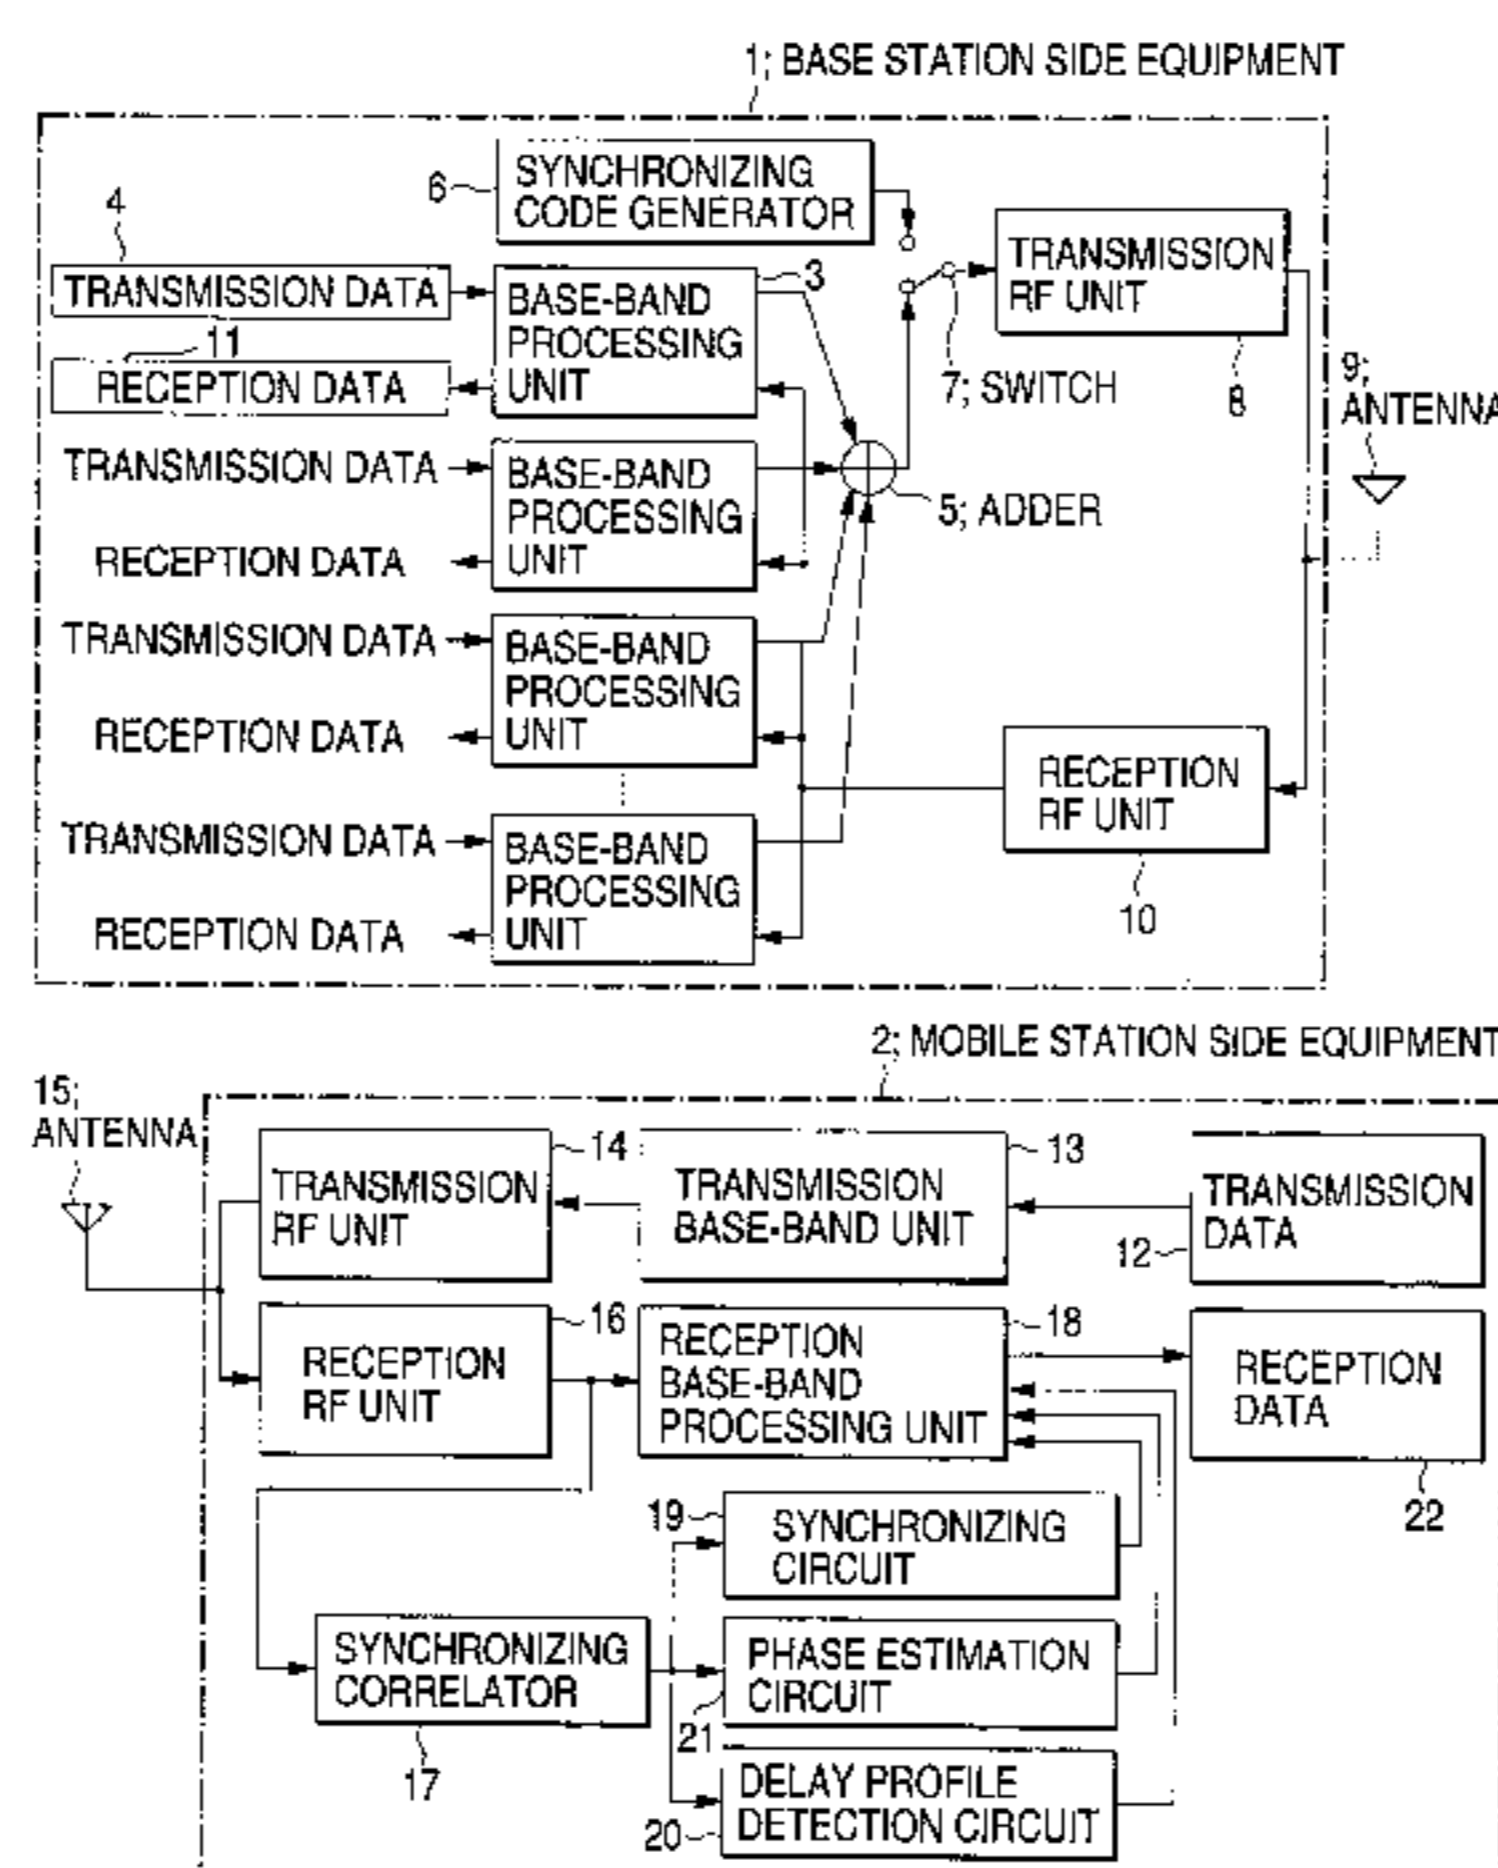 1; BASE STATION SIDE EQUIPMENT
6
SYNCHRONIZING
CODE GENERATOR
4
TRANSMISSION DATA
11
RECEPTION DATA
3
BASE-BAND
PROCESSING
UNIT
TRANSMISSION
RF UNIT
8
7; SWITCH
9;
ANTENNA
TRANSMISSION DATA
RECEPTION DATA
BASE-BAND
PROCESSING
UNIT
5; ADDER
TRANSMISSION DATA
RECEPTION DATA
BASE-BAND
PROCESSING
UNIT
RECEPTION
RF UNIT
10
TRANSMISSION DATA
RECEPTION DATA
BASE-BAND
PROCESSING
UNIT
2; MOBILE STATION SIDE EQUIPMENT
15;
ANTENNA
14
TRANSMISSION
RF UNIT
13
TRANSMISSION
BASE-BAND UNIT
12
TRANSMISSION
DATA
16
RECEPTION
RF UNIT
18
RECEPTION
BASE-BAND
PROCESSING UNIT
RECEPTION
DATA
22
19
SYNCHRONIZING
CIRCUIT
SYNCHRONIZING
CORRELATOR
17
PHASE ESTIMATION
CIRCUIT
21
DELAY PROFILE
DETECTION CIRCUIT
20